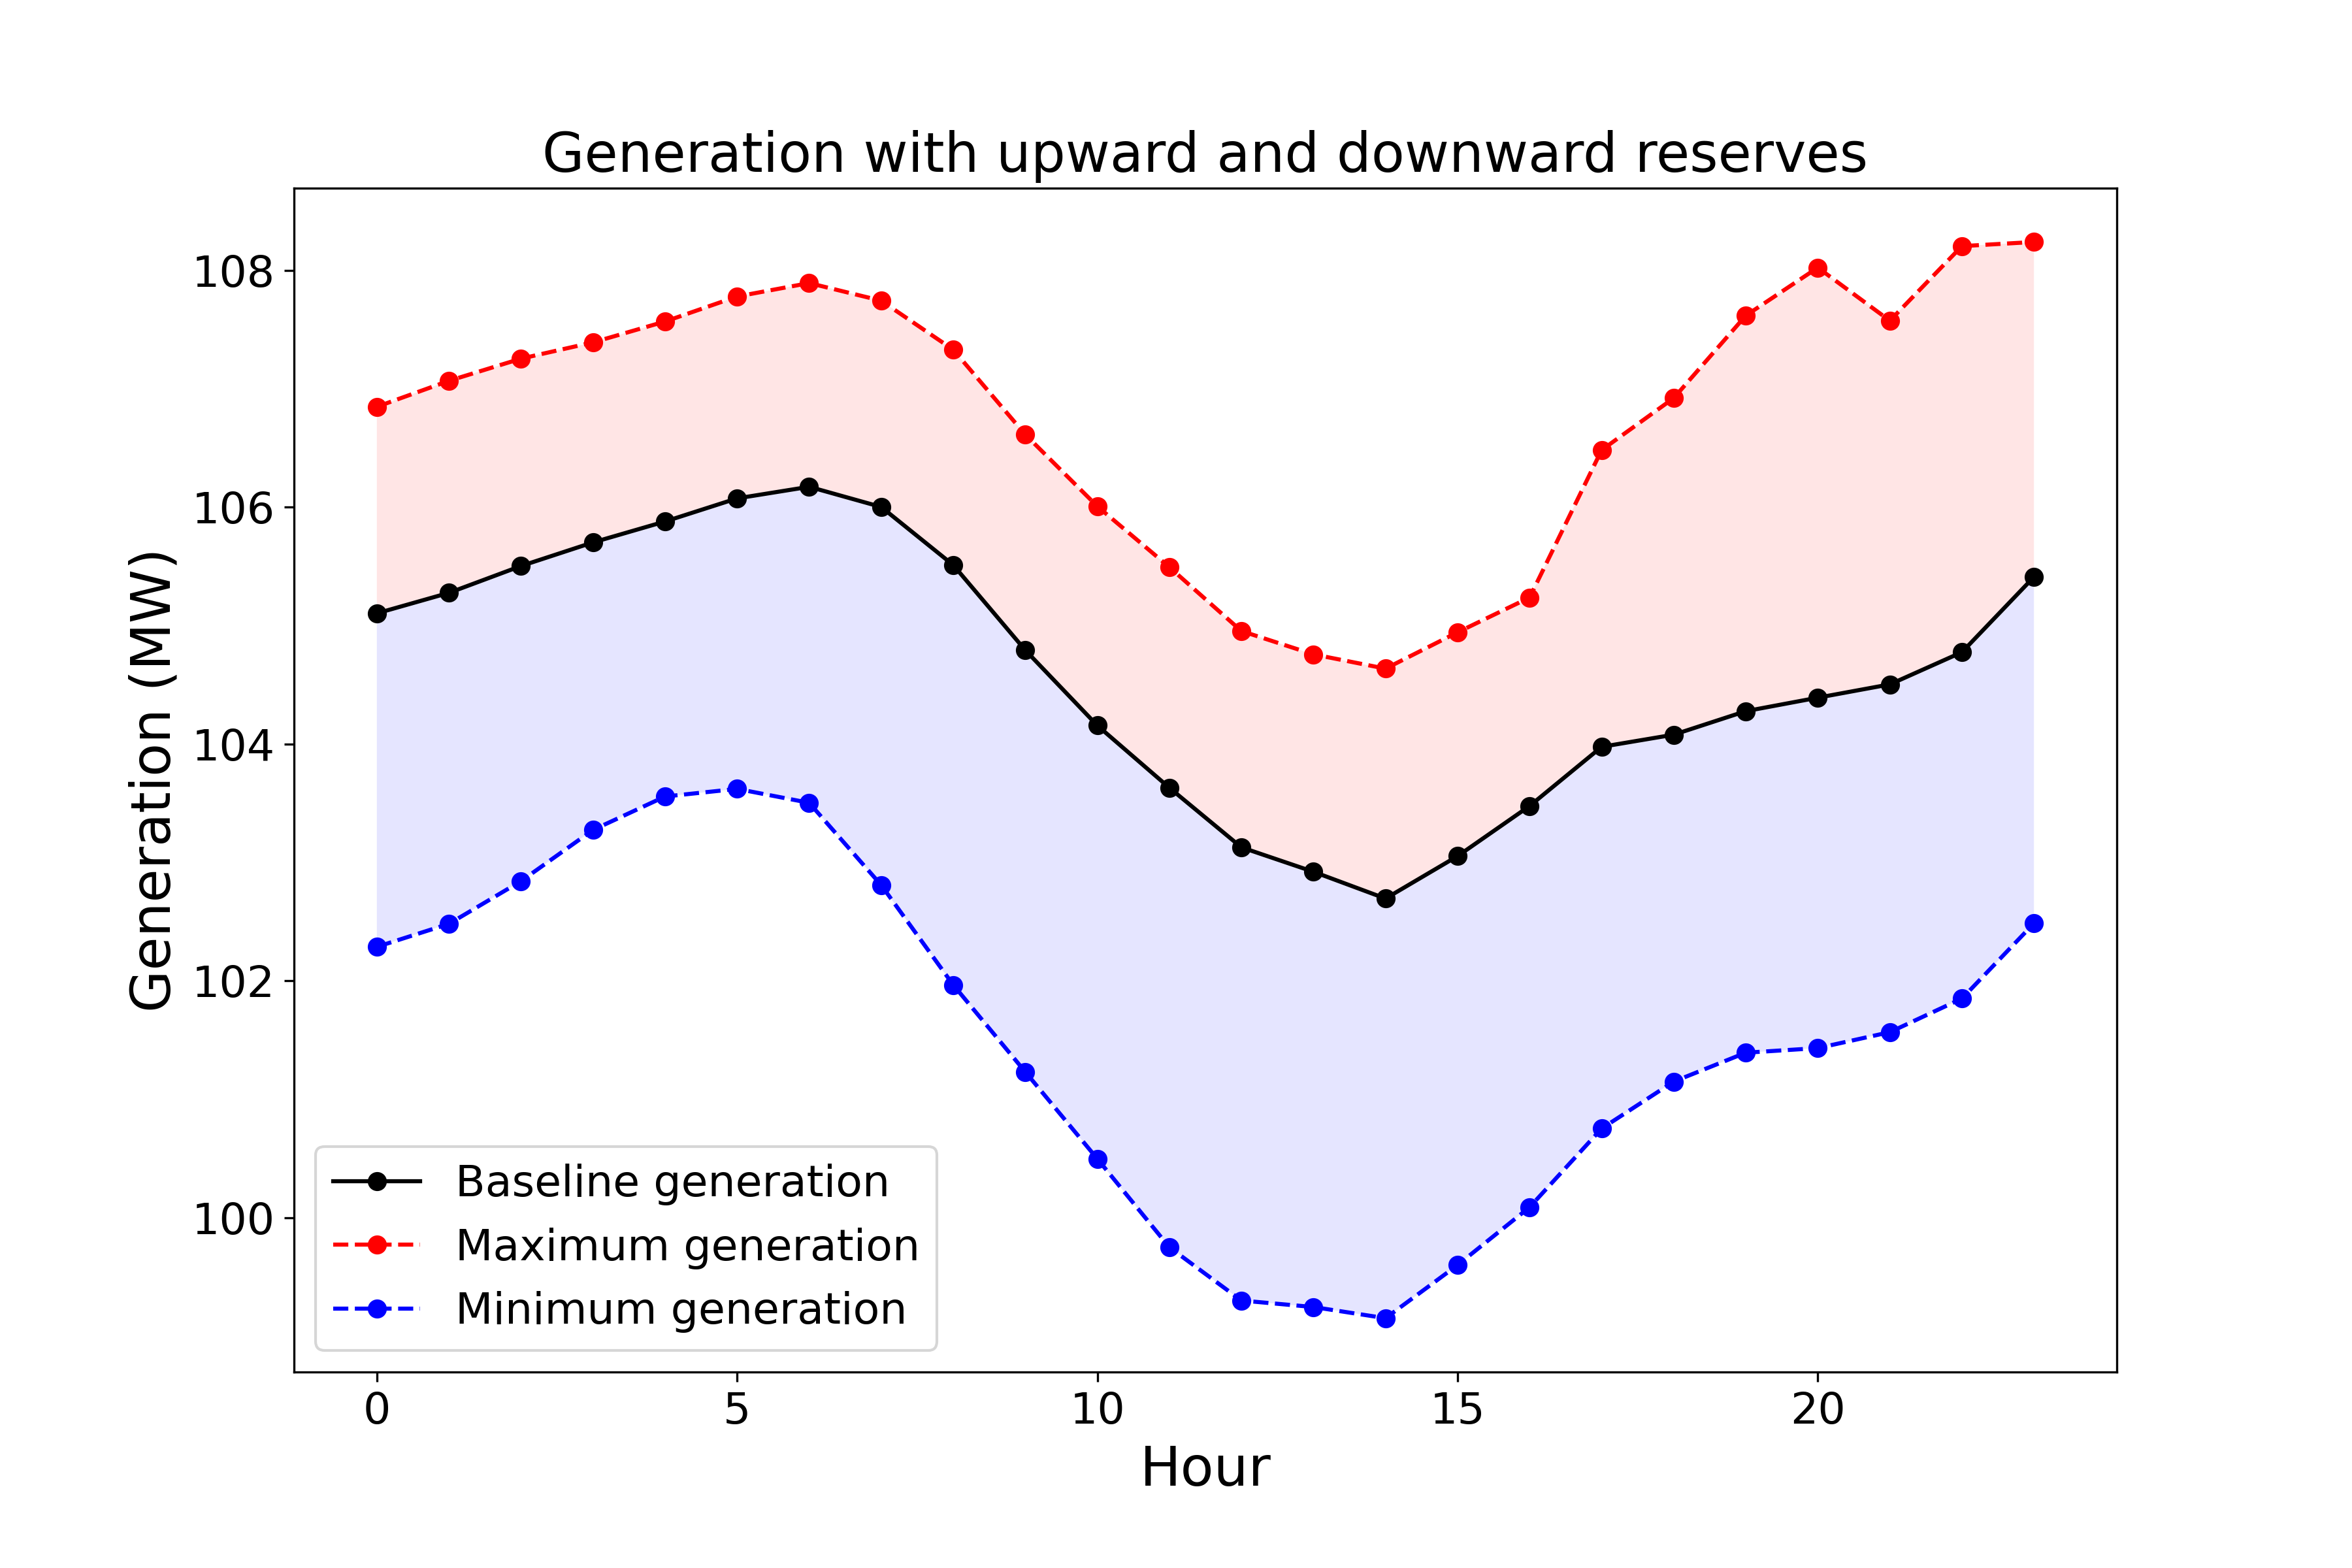 Generation with upward and downward reserves
Generation (MW)
108
106
104
102
100
Baseline generation
Maximum generation
Minimum generation
0 5 10 15 20
Hour